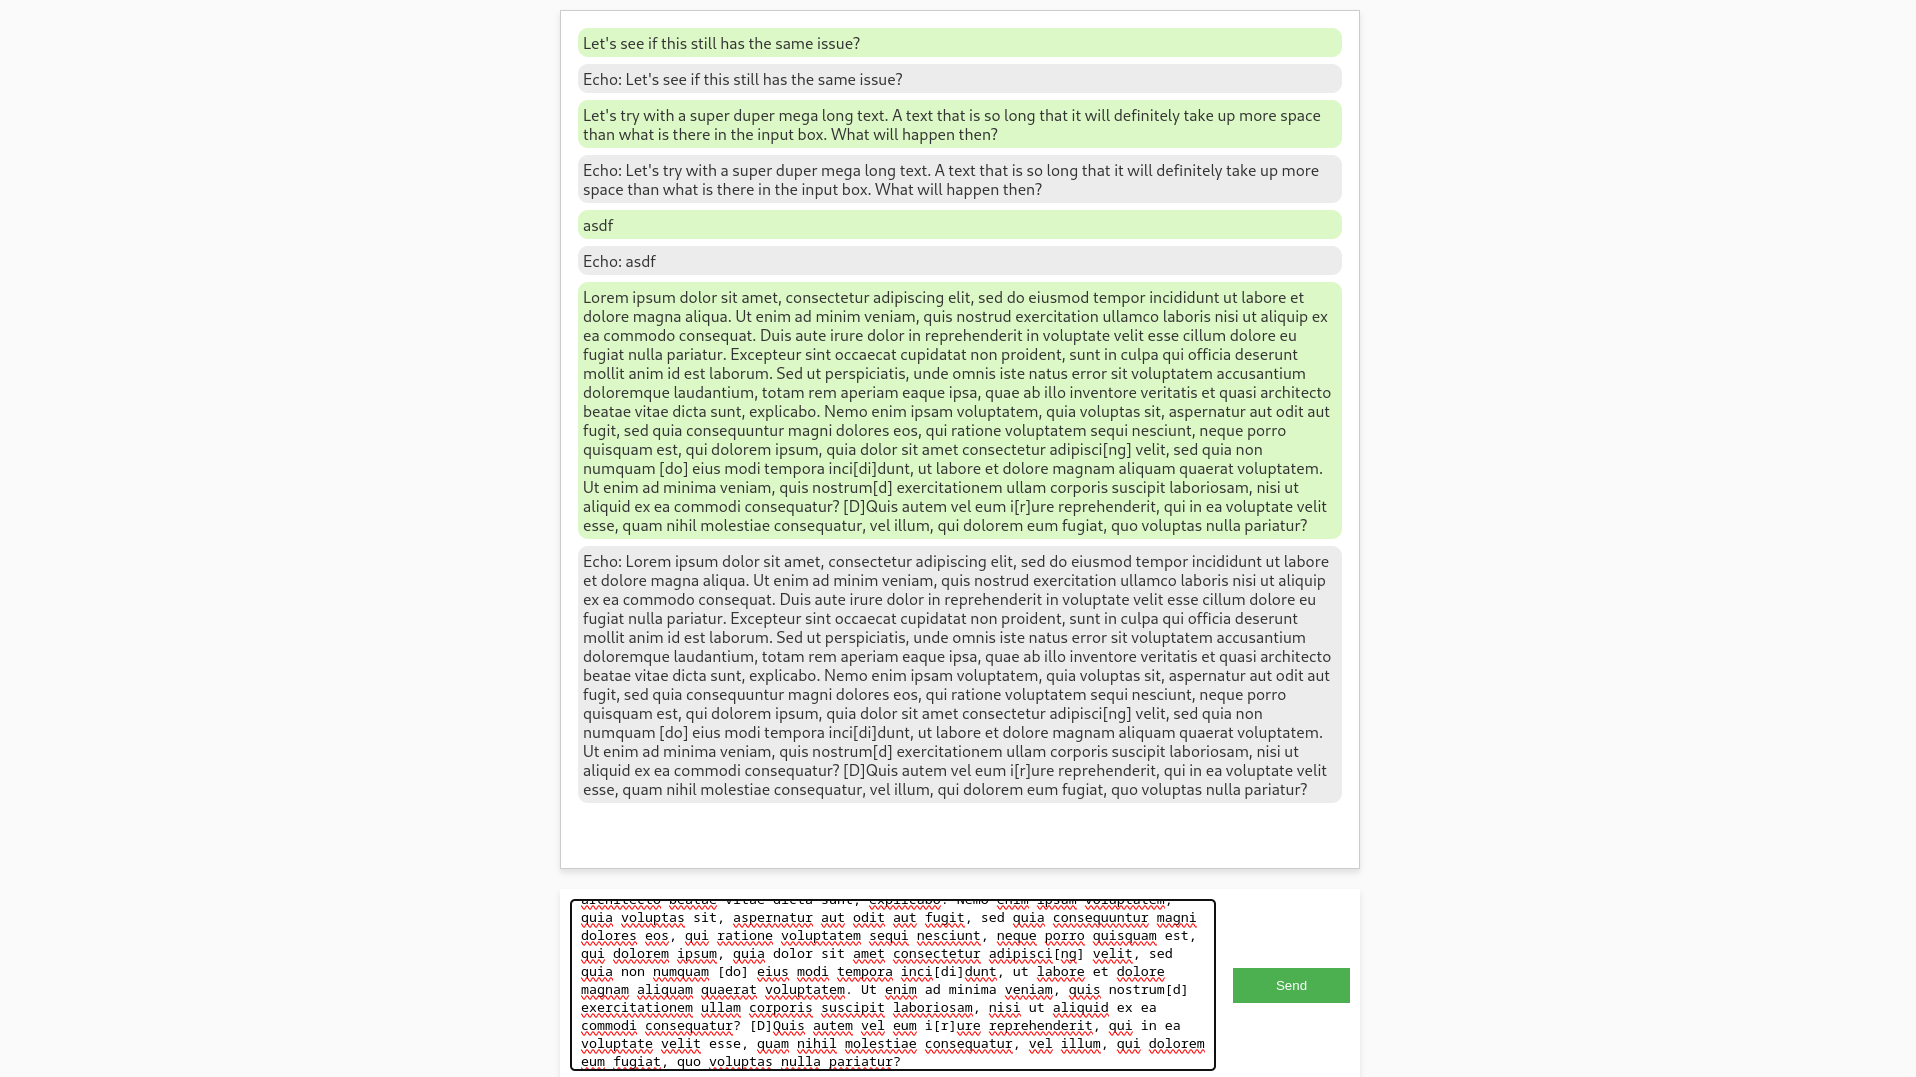 Let's see if this still has the same issue?
Echo: Let's see if this still has the same issue?
Let's try with a super duper mega long text. A text that is so long that it will definitely take up more space
than what is there in the input box. What will happen then?
Echo: Let's try with a super duper mega long text. A text that is so long that it will definitely take up more
space than what is there in the input box. What will happen then?
asdf
Echo: asdf
Lorem ipsum dolor sit amet, consectetur adipiscing elit, sed do eiusmod tempor incididunt ut labore et
dolore magna aliqua. Ut enim ad minim veniam, quis nostrud exercitation ullamco laboris nisi ut aliquip ex
ea commodo consequat. Duis aute irure dolor in reprehenderit in voluptate velit esse cillum dolore eu
fugiat nulla pariatur. Excepteur sint occaecat cupidatat non proident, sunt in culpa qui officia deserunt
mollit anim id est laborum. Sed ut perspiciatis, unde omnis iste natus error sit voluptatem accusantium
doloremque laudantium, totam rem aperiam eaque ipsa, quae ab illo inventore veritatis et quasi architecto
beatae vitae dicta sunt, explicabo. Nemo enim ipsam voluptatem, quia voluptas sit, aspernatur aut odit aut
fugit, sed quia consequuntur magni dolores eos, qui ratione voluptatem sequi nesciunt, neque porro
quisquam est, qui dolorem ipsum, quia dolor sit amet consectetur adipisci[ng] velit, sed quia non
numquam [do] eius modi tempora inci[di]dunt, ut labore et dolore magnam aliquam quaerat voluptatem.
Ut enim ad minima veniam, quis nostrum[d] exercitationem ullam corporis suscipit laboriosam, nisi ut
aliquid ex ea commodi consequatur? [D]Quis autem vel eum i[r]ure reprehenderit, qui in ea voluptate velit
esse, quam nihil molestiae consequatur, vel illum, qui dolorem eum fugiat, quo voluptas nulla pariatur?
Echo: Lorem ipsum dolor sit amet, consectetur adipiscing elit, sed do eiusmod tempor incididunt ut labore
et dolore magna aliqua. Ut enim ad minim veniam, quis nostrud exercitation ullamco laboris nisi ut aliquip
ex ea commodo consequat. Duis aute irure dolor in reprehenderit in voluptate velit esse cillum dolore eu
fugiat nulla pariatur. Excepteur sint occaecat cupidatat non proident, sunt in culpa qui officia deserunt
mollit anim id est laborum. Sed ut perspiciatis, unde omnis iste natus error sit voluptatem accusantium
doloremque laudantium, totam rem aperiam eaque ipsa, quae ab illo inventore veritatis et quasi architecto
beatae vitae dicta sunt, explicabo. Nemo enim ipsam voluptatem, quia voluptas sit, aspernatur aut odit aut
fugit, sed quia consequuntur magni dolores eos, qui ratione voluptatem sequi nesciunt, neque porro
quisquam est, qui dolorem ipsum, quia dolor sit amet consectetur adipisci[ng] velit, sed quia non
numquam [do] eius modi tempora inci[di]dunt, ut labore et dolore magnam aliquam quaerat voluptatem.
Ut enim ad minima veniam, quis nostrum[d] exercitationem ullam corporis suscipit laboriosam, nisi ut
aliquid ex ea commodi consequatur? [D]Quis autem vel eum i[r]ure reprehenderit, qui in ea voluptate velit
esse, quam nihil molestiae consequatur, vel illum, qui dolorem eum fugiat, quo voluptas nulla pariatur?
architecto beatae vitae dicta sunt, explicabo. Nemo enim ipsam voluptatem,
quia voluptas sit, aspernatur aut odit aut fugit, sed quia consequuntur magni
dolores eos, qui ratione voluptatem sequi nesciunt, neque porro quisquam est,
qui dolorem ipsum, quia dolor sit amet consectetur adipisci[ng] velit, sed
quia non numquam [do] eius modi tempora inci[di]dunt, ut labore et dolore
magnam aliquam quaerat voluptatem. Ut enim ad minima veniam, quis nostrum[d]
exercitationem ullam corporis suscipit laboriosam, nisi ut aliquid ex ea
commodi consequatur? [D]Quis autem vel eum i[r]ure reprehenderit, qui in ea
voluptate velit esse, quam nihil molestiae consequatur, vel illum, qui dolorem
eum fugiat, quo voluptas nulla pariatur?
Send